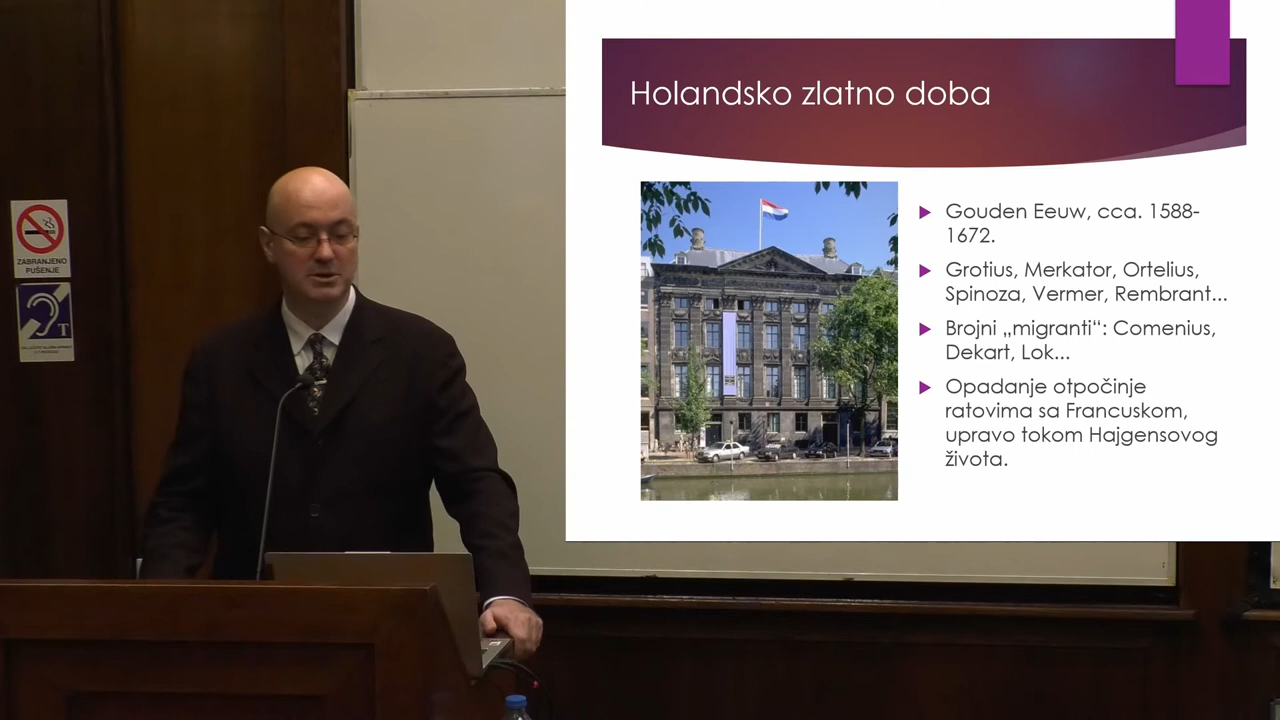 Holandsko zlatno doba
Gouden Eeuw, cca. 1588-
1672.
Grotius, Merkator, Ortelius,
Spinoza, Vermer, Rembrant...
Brojni „migranti“: Comenius,
Dekart, Lok...
Opadanje otpočinje
ratovima sa Francuskom,
upravo tokom Hajgensovog
života.
ZABRANJENO
PUŠENJE
T